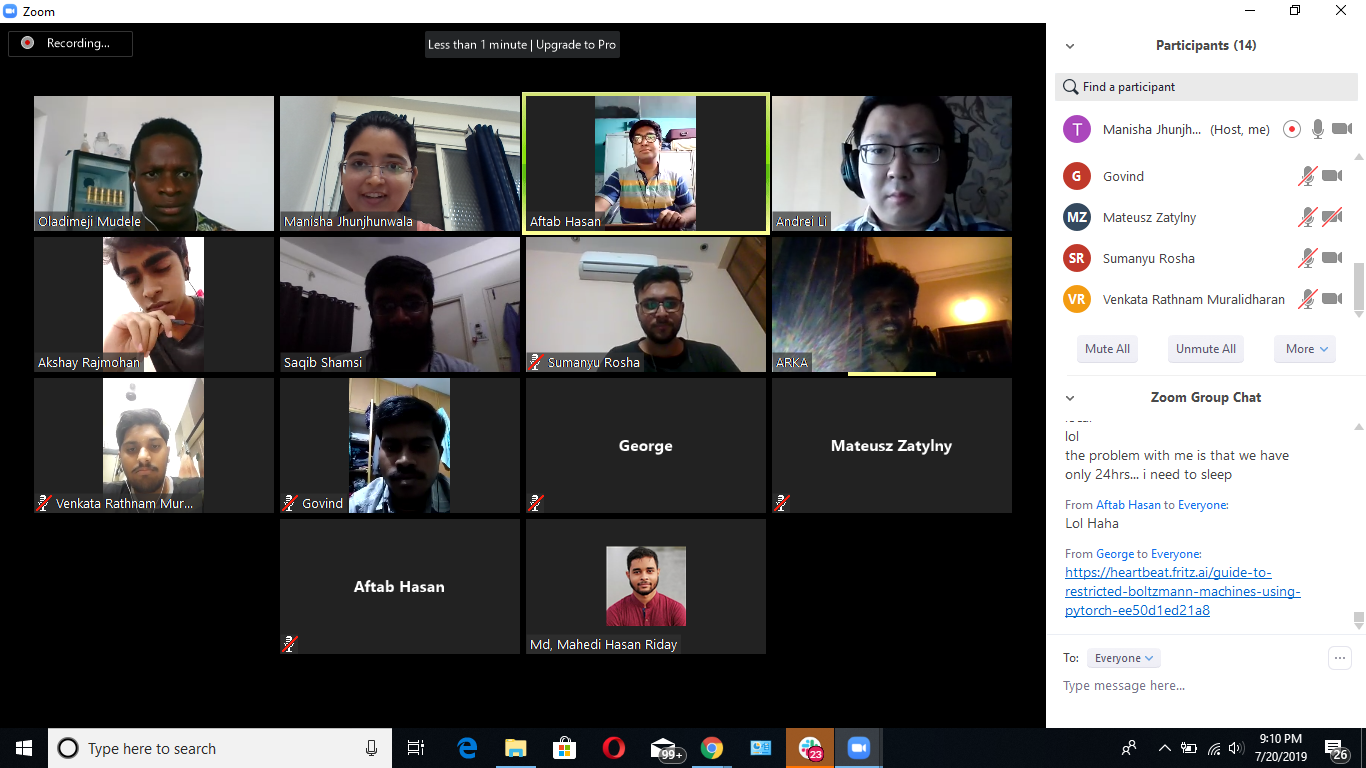 Zoom
Recording...
Less than 1 minute | Upgrade to Pro
Oladimeji Mudele
Manisha Jhunjhunwala
Aftab Hasan
Andrei Li
Akshay Rajmohan
Saqib Shamsi
Sumanyu Rosha
ARKA
Venkata Rathnam Mur...
Govind
George
Mateusz Zatylny
Aftab Hasan
Md, Mahedi Hasan Riday
Participants (14)
Find a participant
T Manisha Jhunjh... (Host, me)
G Govind
MZ Mateusz Zatylny
SR Sumanyu Rosha
VR Venkata Rathnam Muralidharan
Mute All Unmute All More
Zoom Group Chat
lol
the problem with me is that we have
only 24hrs... i need to sleep
From Aftab Hasan to Everyone:
Lol Haha
From George to Everyone:
https://heartbeat.fritz.ai/guide-to-
restricted-boltzmann-machines-using-
pytorch-ee50d1ed21a8
To: Everyone
Type message here...
Type here to search
99+
23
9:10 PM
7/20/2019
26